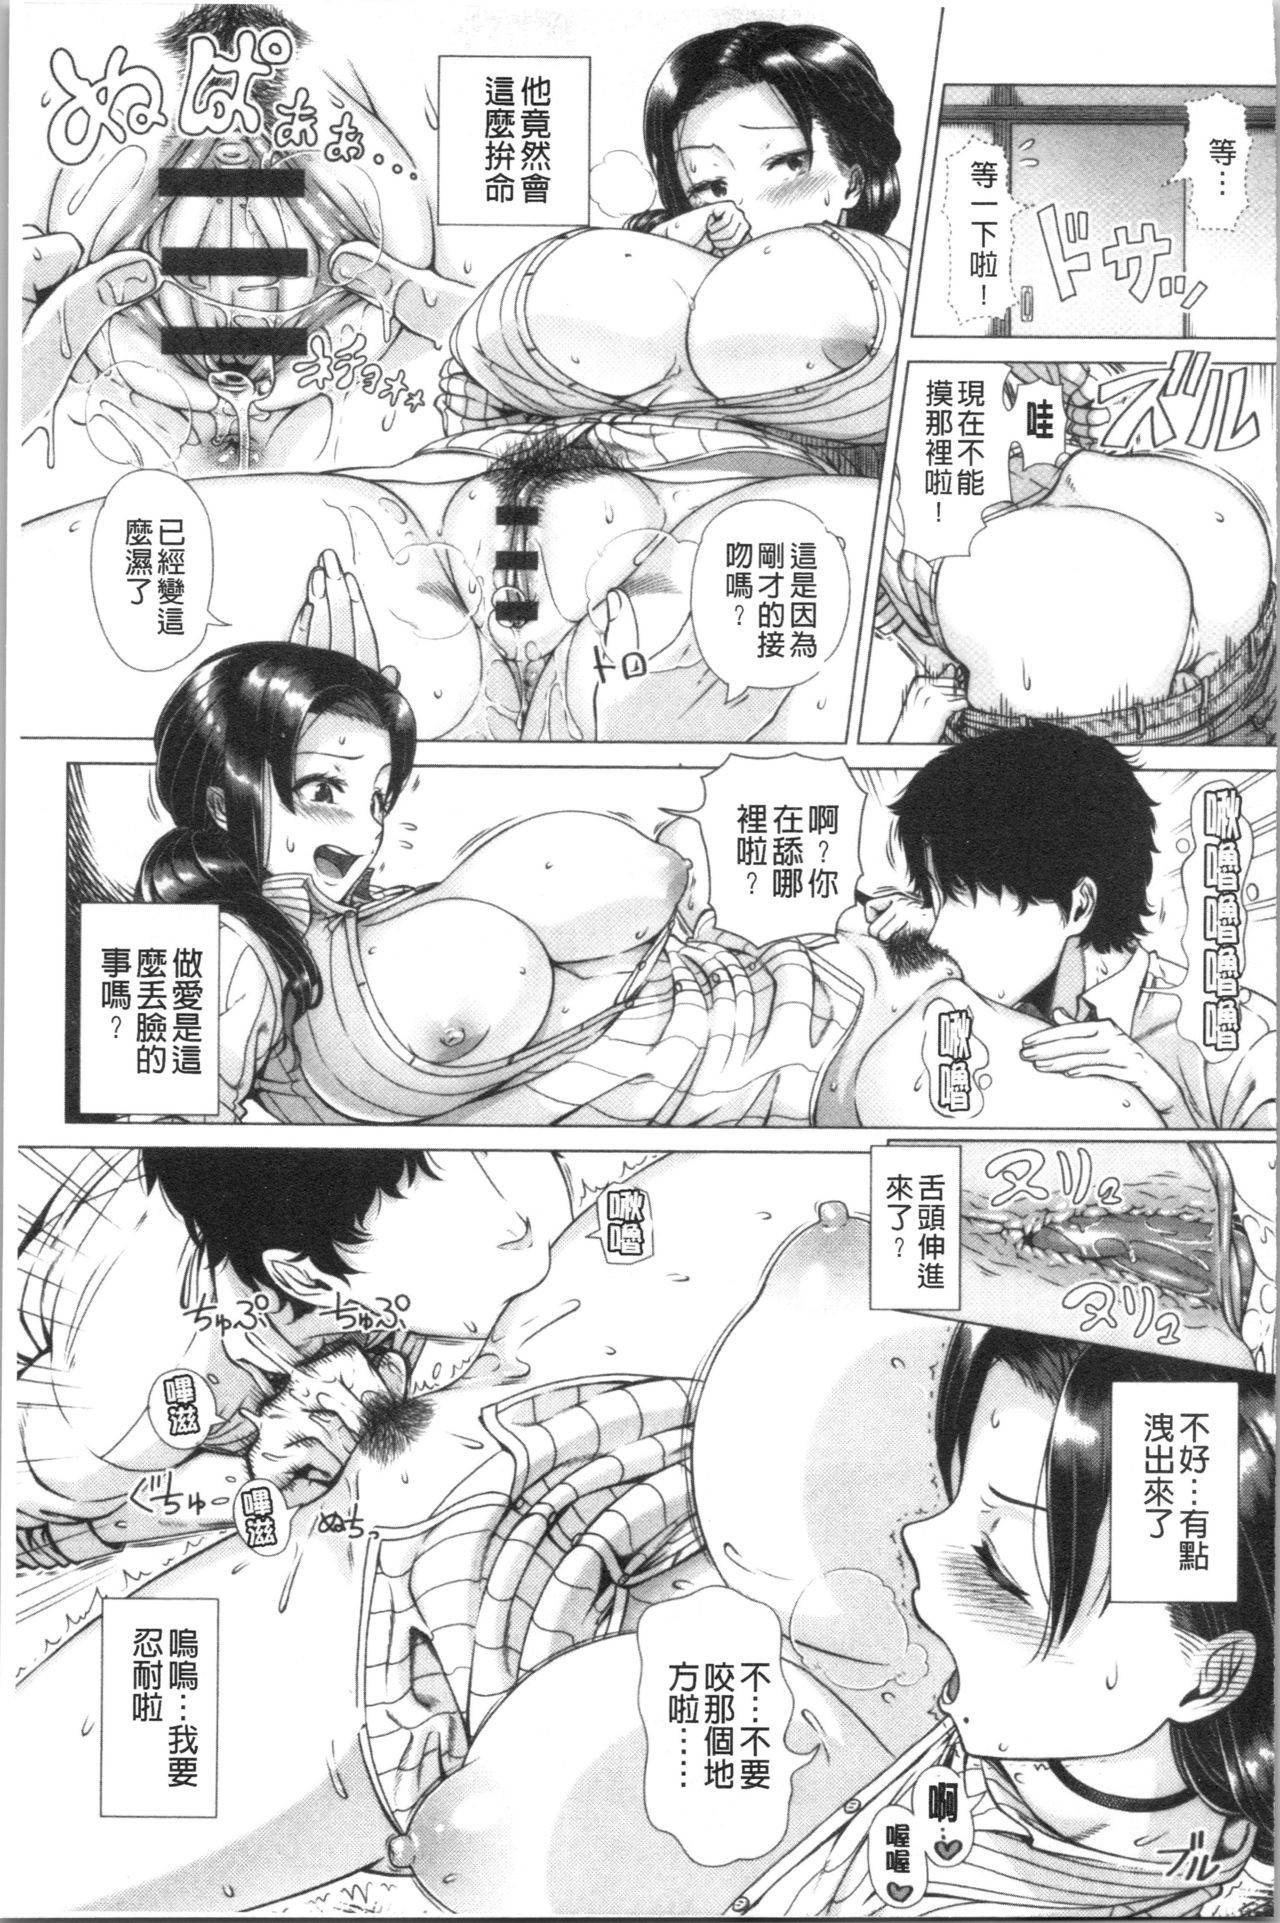 等…
等一下啦！
ドサッ
ズル
哇
現在不能
摸那裡啦！
他竟然會
這麼拚命
ぬぱぁぁぁ…
オチョオォ
這是因為
剛才的接
吻嗎？
トロ
已經變這
麼濕了
啾嚕嚕嚕嚕
啊？你
在舔哪
裡啦？
啾嚕
做愛是這
麼丟臉的
事嗎？
ヌリュ
ヌリュ
舌頭伸進
來了？
啾嚕
ちゅぷ
ちゅぷ
嗶滋
嗶滋
ぐちゅ
ぬちっ
不好…有點
洩出來了
不…不要
咬那個地
方啦……
啊…♥
喔喔♥
ブル
嗚嗚…我要
忍耐啦